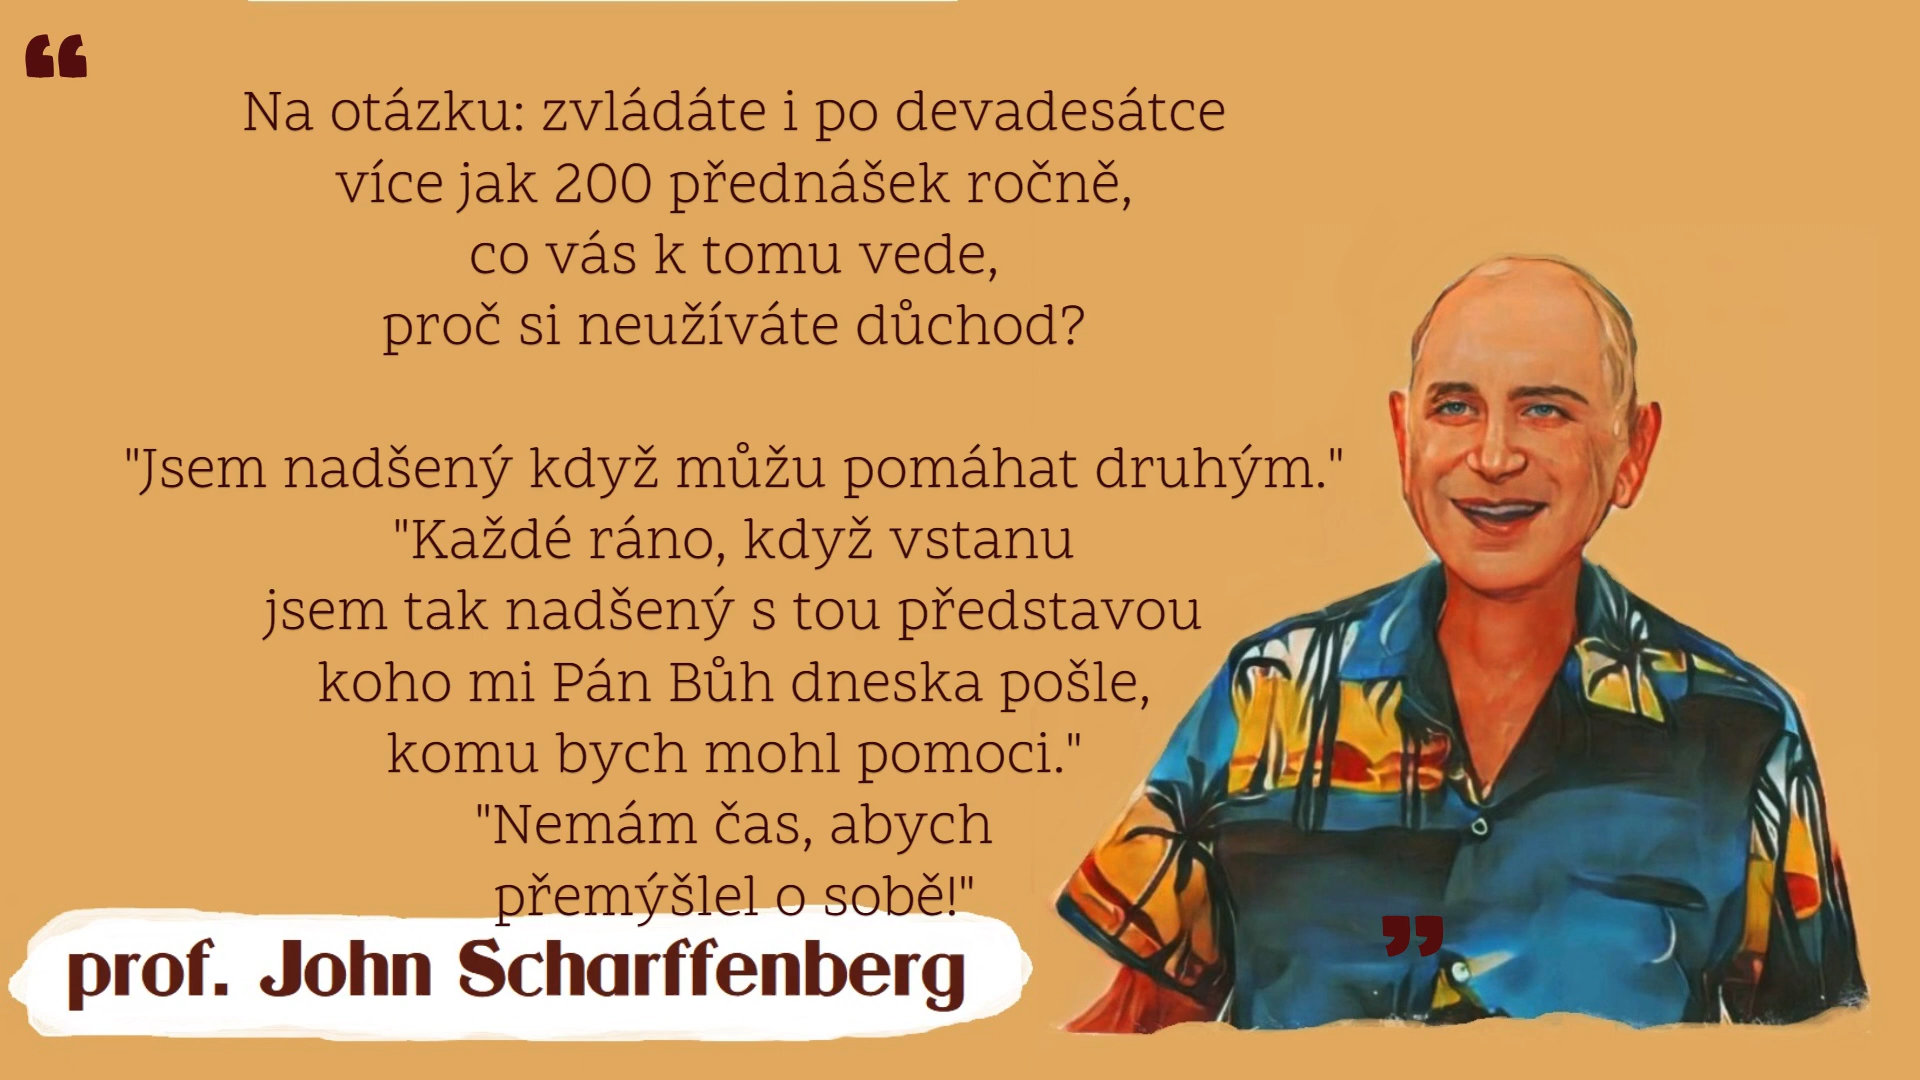 “
Na otázku: zvládáte i po devadesátce
více jak 200 přednášek ročně,
co vás k tomu vede,
proč si neužíváte důchod?
"Jsem nadšený když můžu pomáhat druhým."
"Každé ráno, když vstanu
jsem tak nadšený s tou představou
koho mi Pán Bůh dneska pošle,
komu bych mohl pomoci."
"Nemám čas, abych
přemýšlel o sobě!"
”
prof. John Scharffenberg